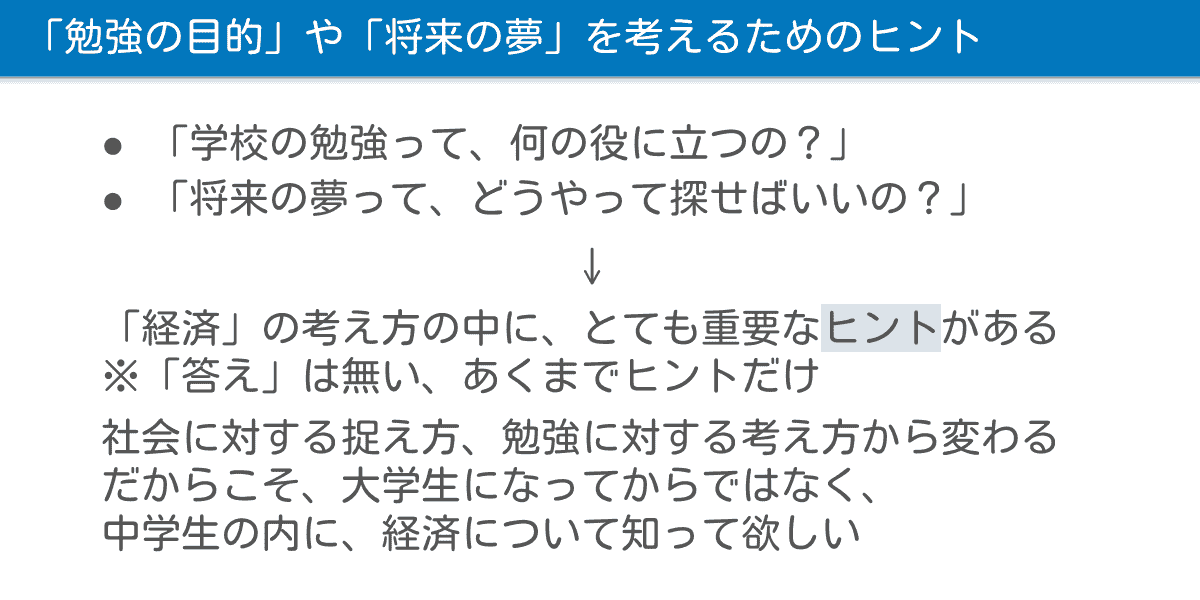 「勉強の目的」や「将来の夢」を考えるためのヒント
● 「学校の勉強って、何の役に立つの？」
● 「将来の夢って、どうやって探せばいいの？」
↓
「経済」の考え方の中に、とても重要なヒントがある
※「答え」は無い、あくまでヒントだけ
社会に対する捉え方、勉強に対する考え方から変わる
だからこそ、大学生になってからではなく、
中学生の内に、経済について知って欲しい